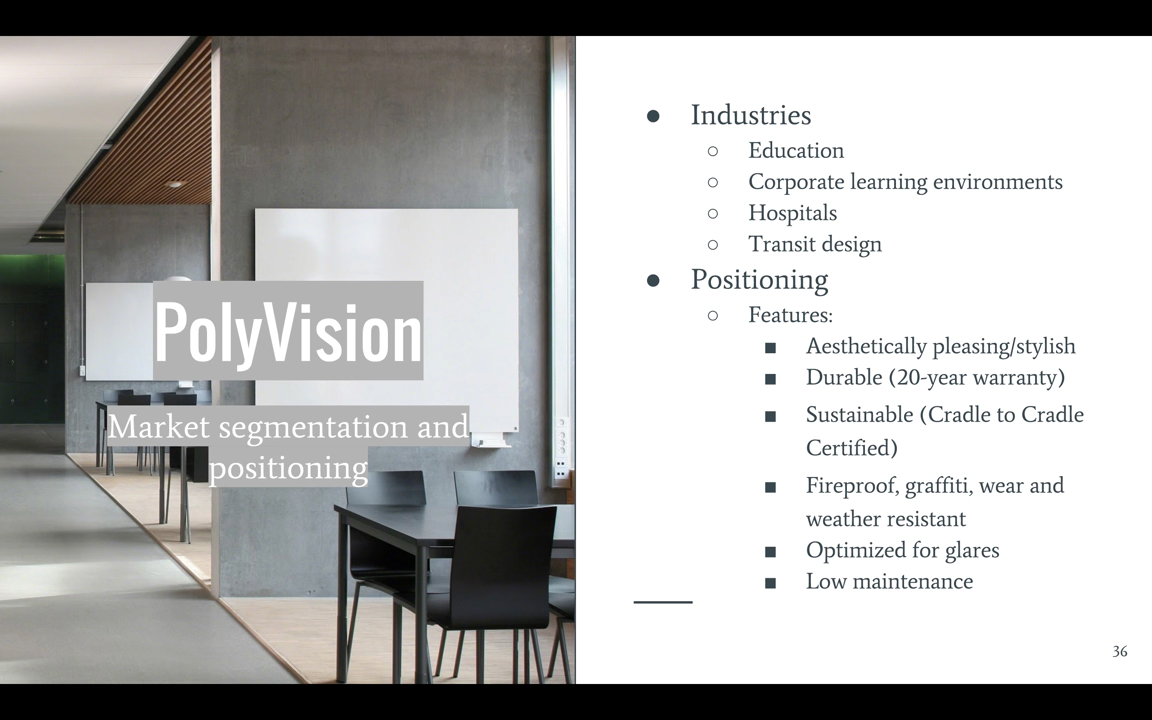 PolyVision
Market segmentation and
positioning
● Industries
○ Education
○ Corporate learning environments
○ Hospitals
○ Transit design
● Positioning
○ Features:
■ Aesthetically pleasing/stylish
■ Durable (20-year warranty)
■ Sustainable (Cradle to Cradle
Certified)
■ Fireproof, graffiti, wear and
weather resistant
■ Optimized for glares
■ Low maintenance
36